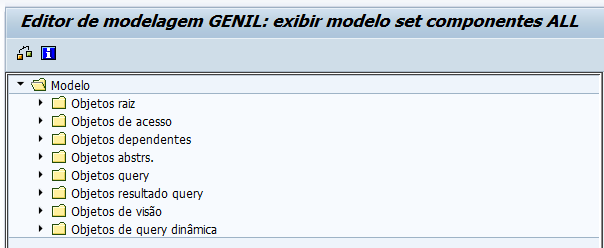 Editor de modelagem GENIL: exibir modelo set componentes ALL
Modelo
Objetos raiz
Objetos de acesso
Objetos dependentes
Objetos abstrs.
Objetos query
Objetos resultado query
Objetos de visão
Objetos de query dinâmica